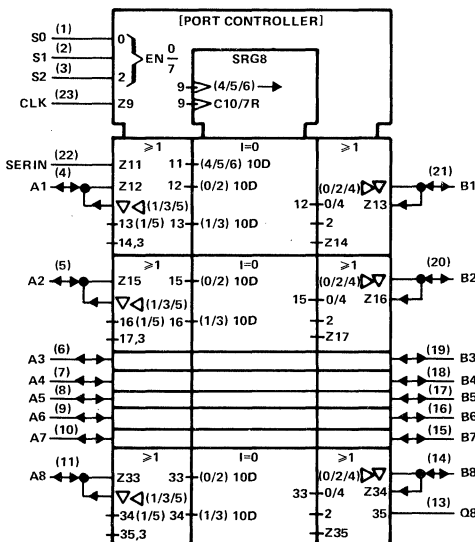 [PORT CONTROLLER]
S0 (1) 0
S1 (2) EN 0/7
S2 (3) 2
CLK (23) Z9
SRG8
9 (4/5/6)
9 C10/7R
≥1 I=0 ≥1
SERIN (22) Z11 11 (4/5/6) 10D
A1 (4) Z12 12 (0/2) 10D (0/2/4) (21) B1
(1/3/5) 12 0/4 Z13
13 (1/5) 13 (1/3) 10D 2
14,3 Z14
≥1 I=0 ≥1
A2 (5) Z15 15 (0/2) 10D (0/2/4) (20) B2
(1/3/5) 15 0/4 Z16
16 (1/5) 16 (1/3) 10D 2
17,3 Z17
A3 (6) (19) B3
A4 (7) (18) B4
A5 (8) (17) B5
A6 (9) (16) B6
A7 (10) (15) B7
≥1 I=0 ≥1
A8 (11) Z33 33 (0/2) 10D (0/2/4) (14) B8
(1/3/5) 33 0/4 Z34
34 (1/5) 34 (1/3) 10D 2 35 (13) Q8
35,3 Z35